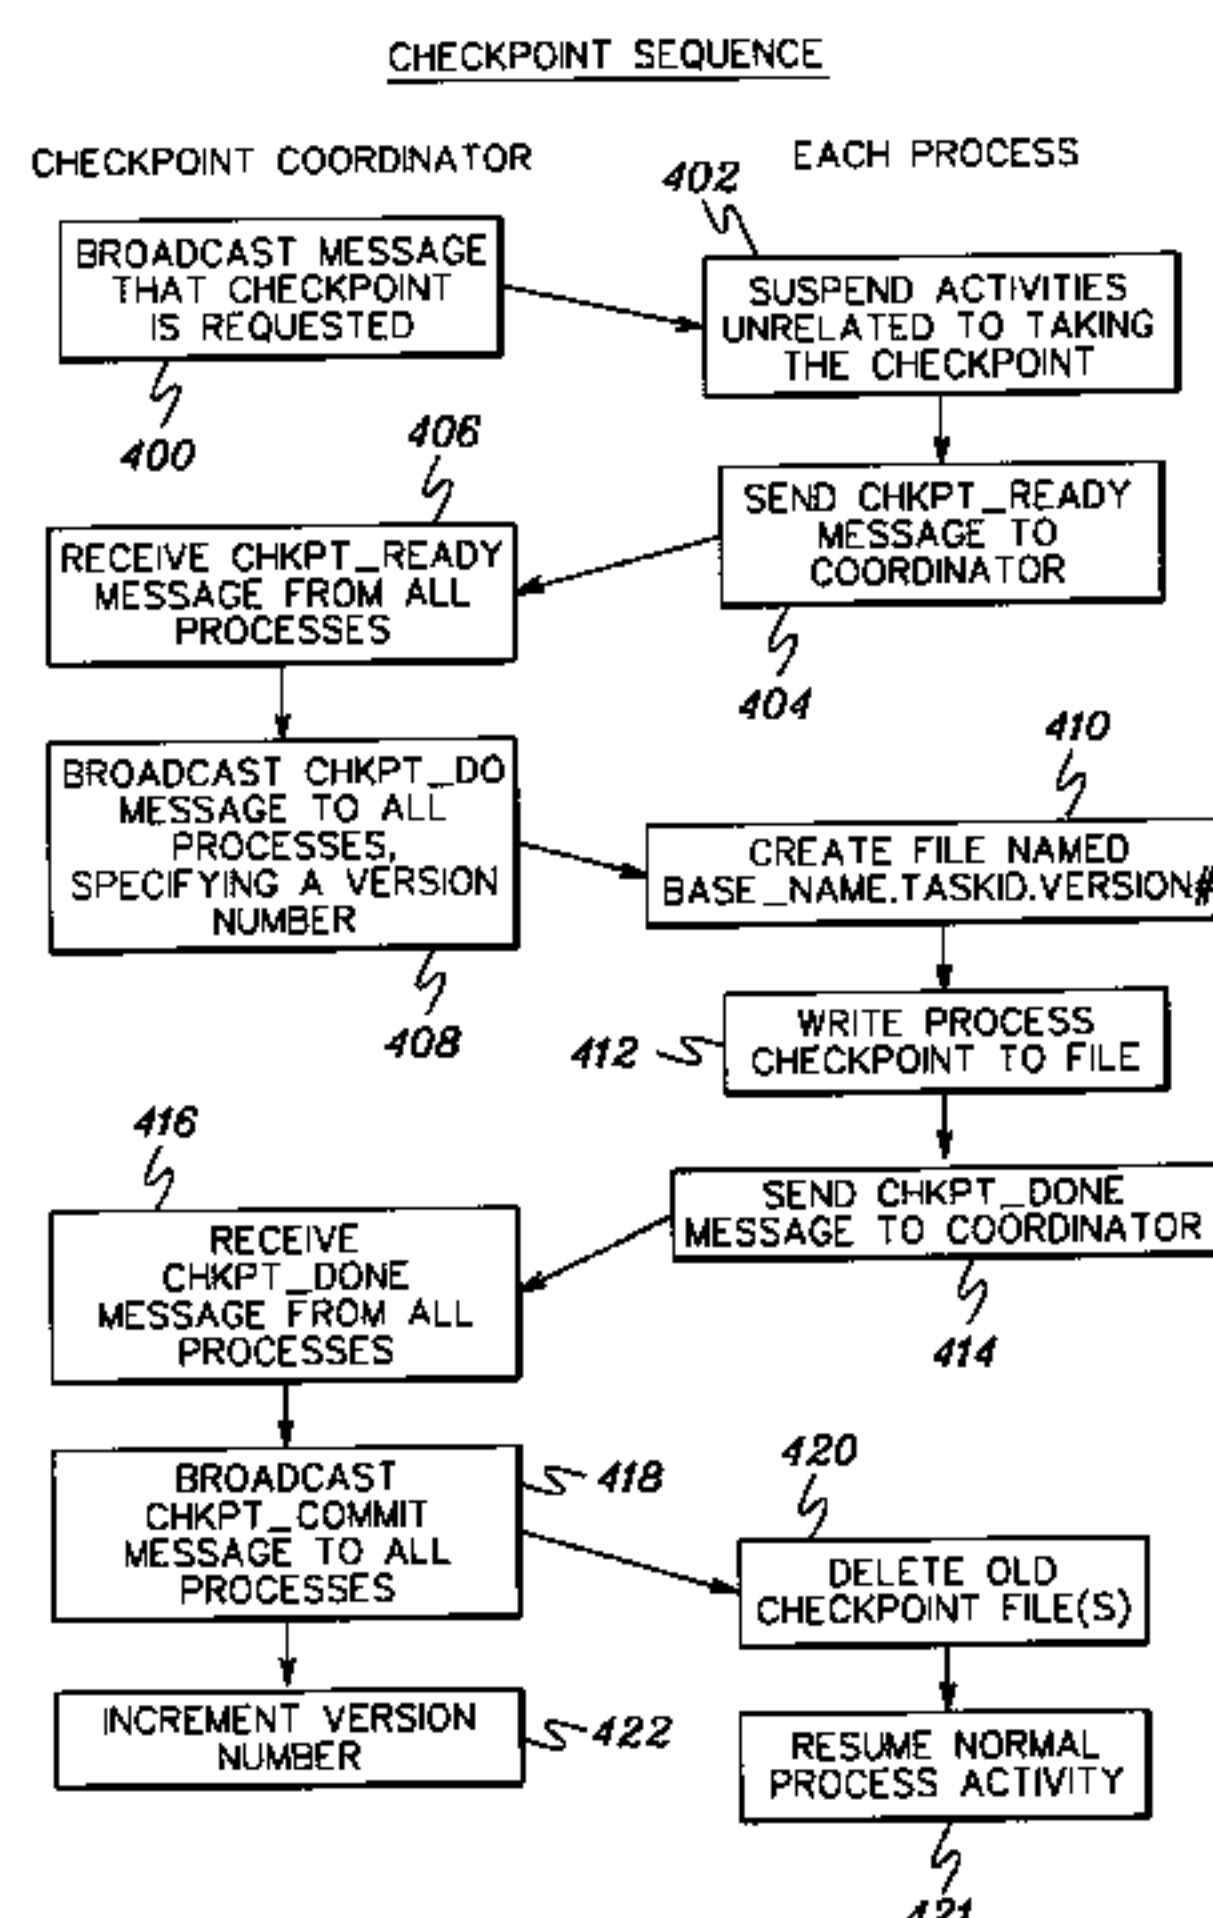 CHECKPOINT SEQUENCE
CHECKPOINT COORDINATOR
EACH PROCESS
402
BROADCAST MESSAGE
THAT CHECKPOINT
IS REQUESTED
400
SUSPEND ACTIVITIES
UNRELATED TO TAKING
THE CHECKPOINT
406
SEND CHKPT_READY
MESSAGE TO
COORDINATOR
404
RECEIVE CHKPT_READY
MESSAGE FROM ALL
PROCESSES
BROADCAST CHKPT_DO
MESSAGE TO ALL
PROCESSES,
SPECIFYING A VERSION
NUMBER
408
410
CREATE FILE NAMED
BASE_NAME.TASKID.VERSION#
412
WRITE PROCESS
CHECKPOINT TO FILE
SEND CHKPT_DONE
MESSAGE TO COORDINATOR
414
416
RECEIVE
CHKPT_DONE
MESSAGE FROM ALL
PROCESSES
BROADCAST
CHKPT_COMMIT
MESSAGE TO ALL
PROCESSES
418
420
DELETE OLD
CHECKPOINT FILE(S)
INCREMENT VERSION
NUMBER
422
RESUME NORMAL
PROCESS ACTIVITY
421